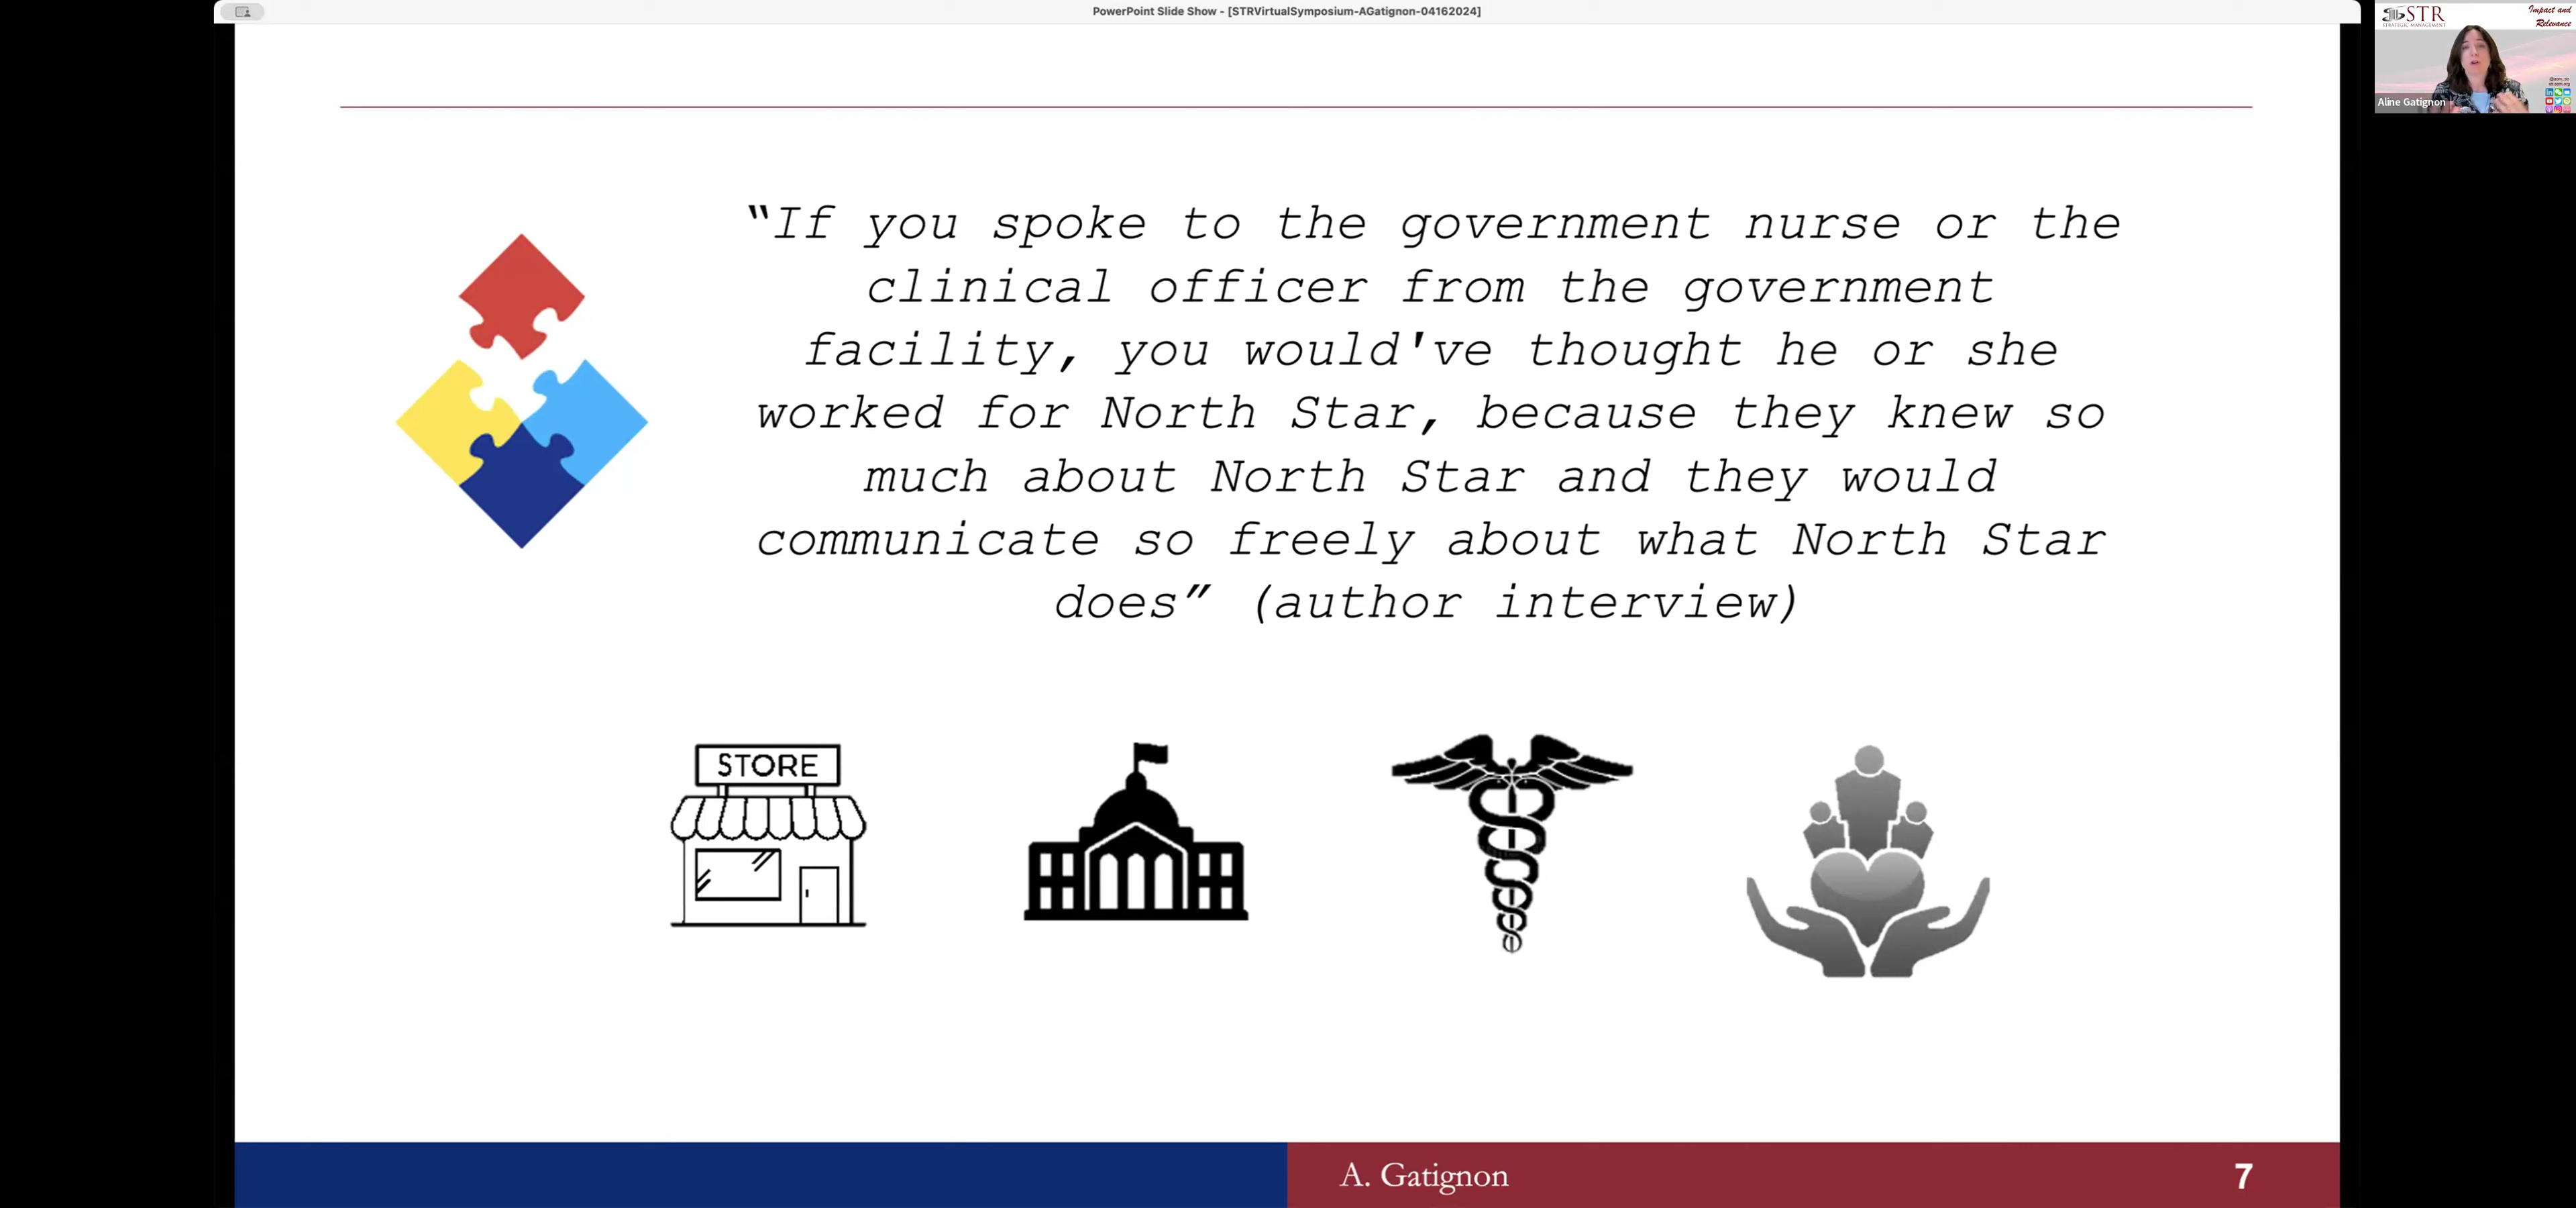 PowerPoint Slide Show - [STRVirtualSymposium-AGatignon-04162024]
STR
STRATEGIC MANAGEMENT
Impact and
Relevance
Aline Gatignon
“If you spoke to the government nurse or the
clinical officer from the government
facility, you would've thought he or she
worked for North Star, because they knew so
much about North Star and they would
communicate so freely about what North Star
does” (author interview)
STORE
A. Gatignon
7